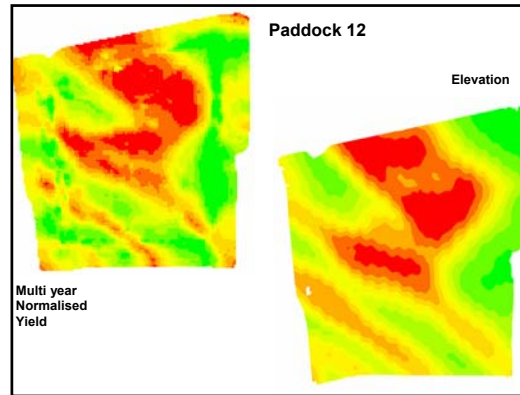 Paddock 12
Elevation
Multi year
Normalised
Yield